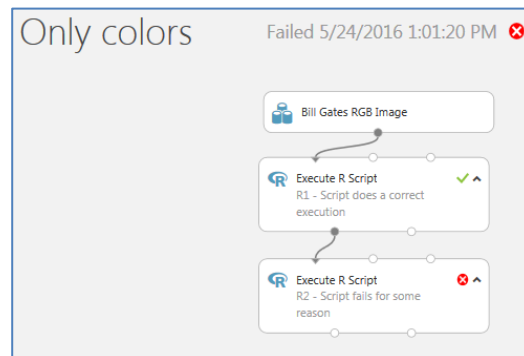 Only colors
Failed 5/24/2016 1:01:20 PM
Bill Gates RGB Image
Execute R Script
R1 - Script does a correct
execution
Execute R Script
R2 - Script fails for some
reason